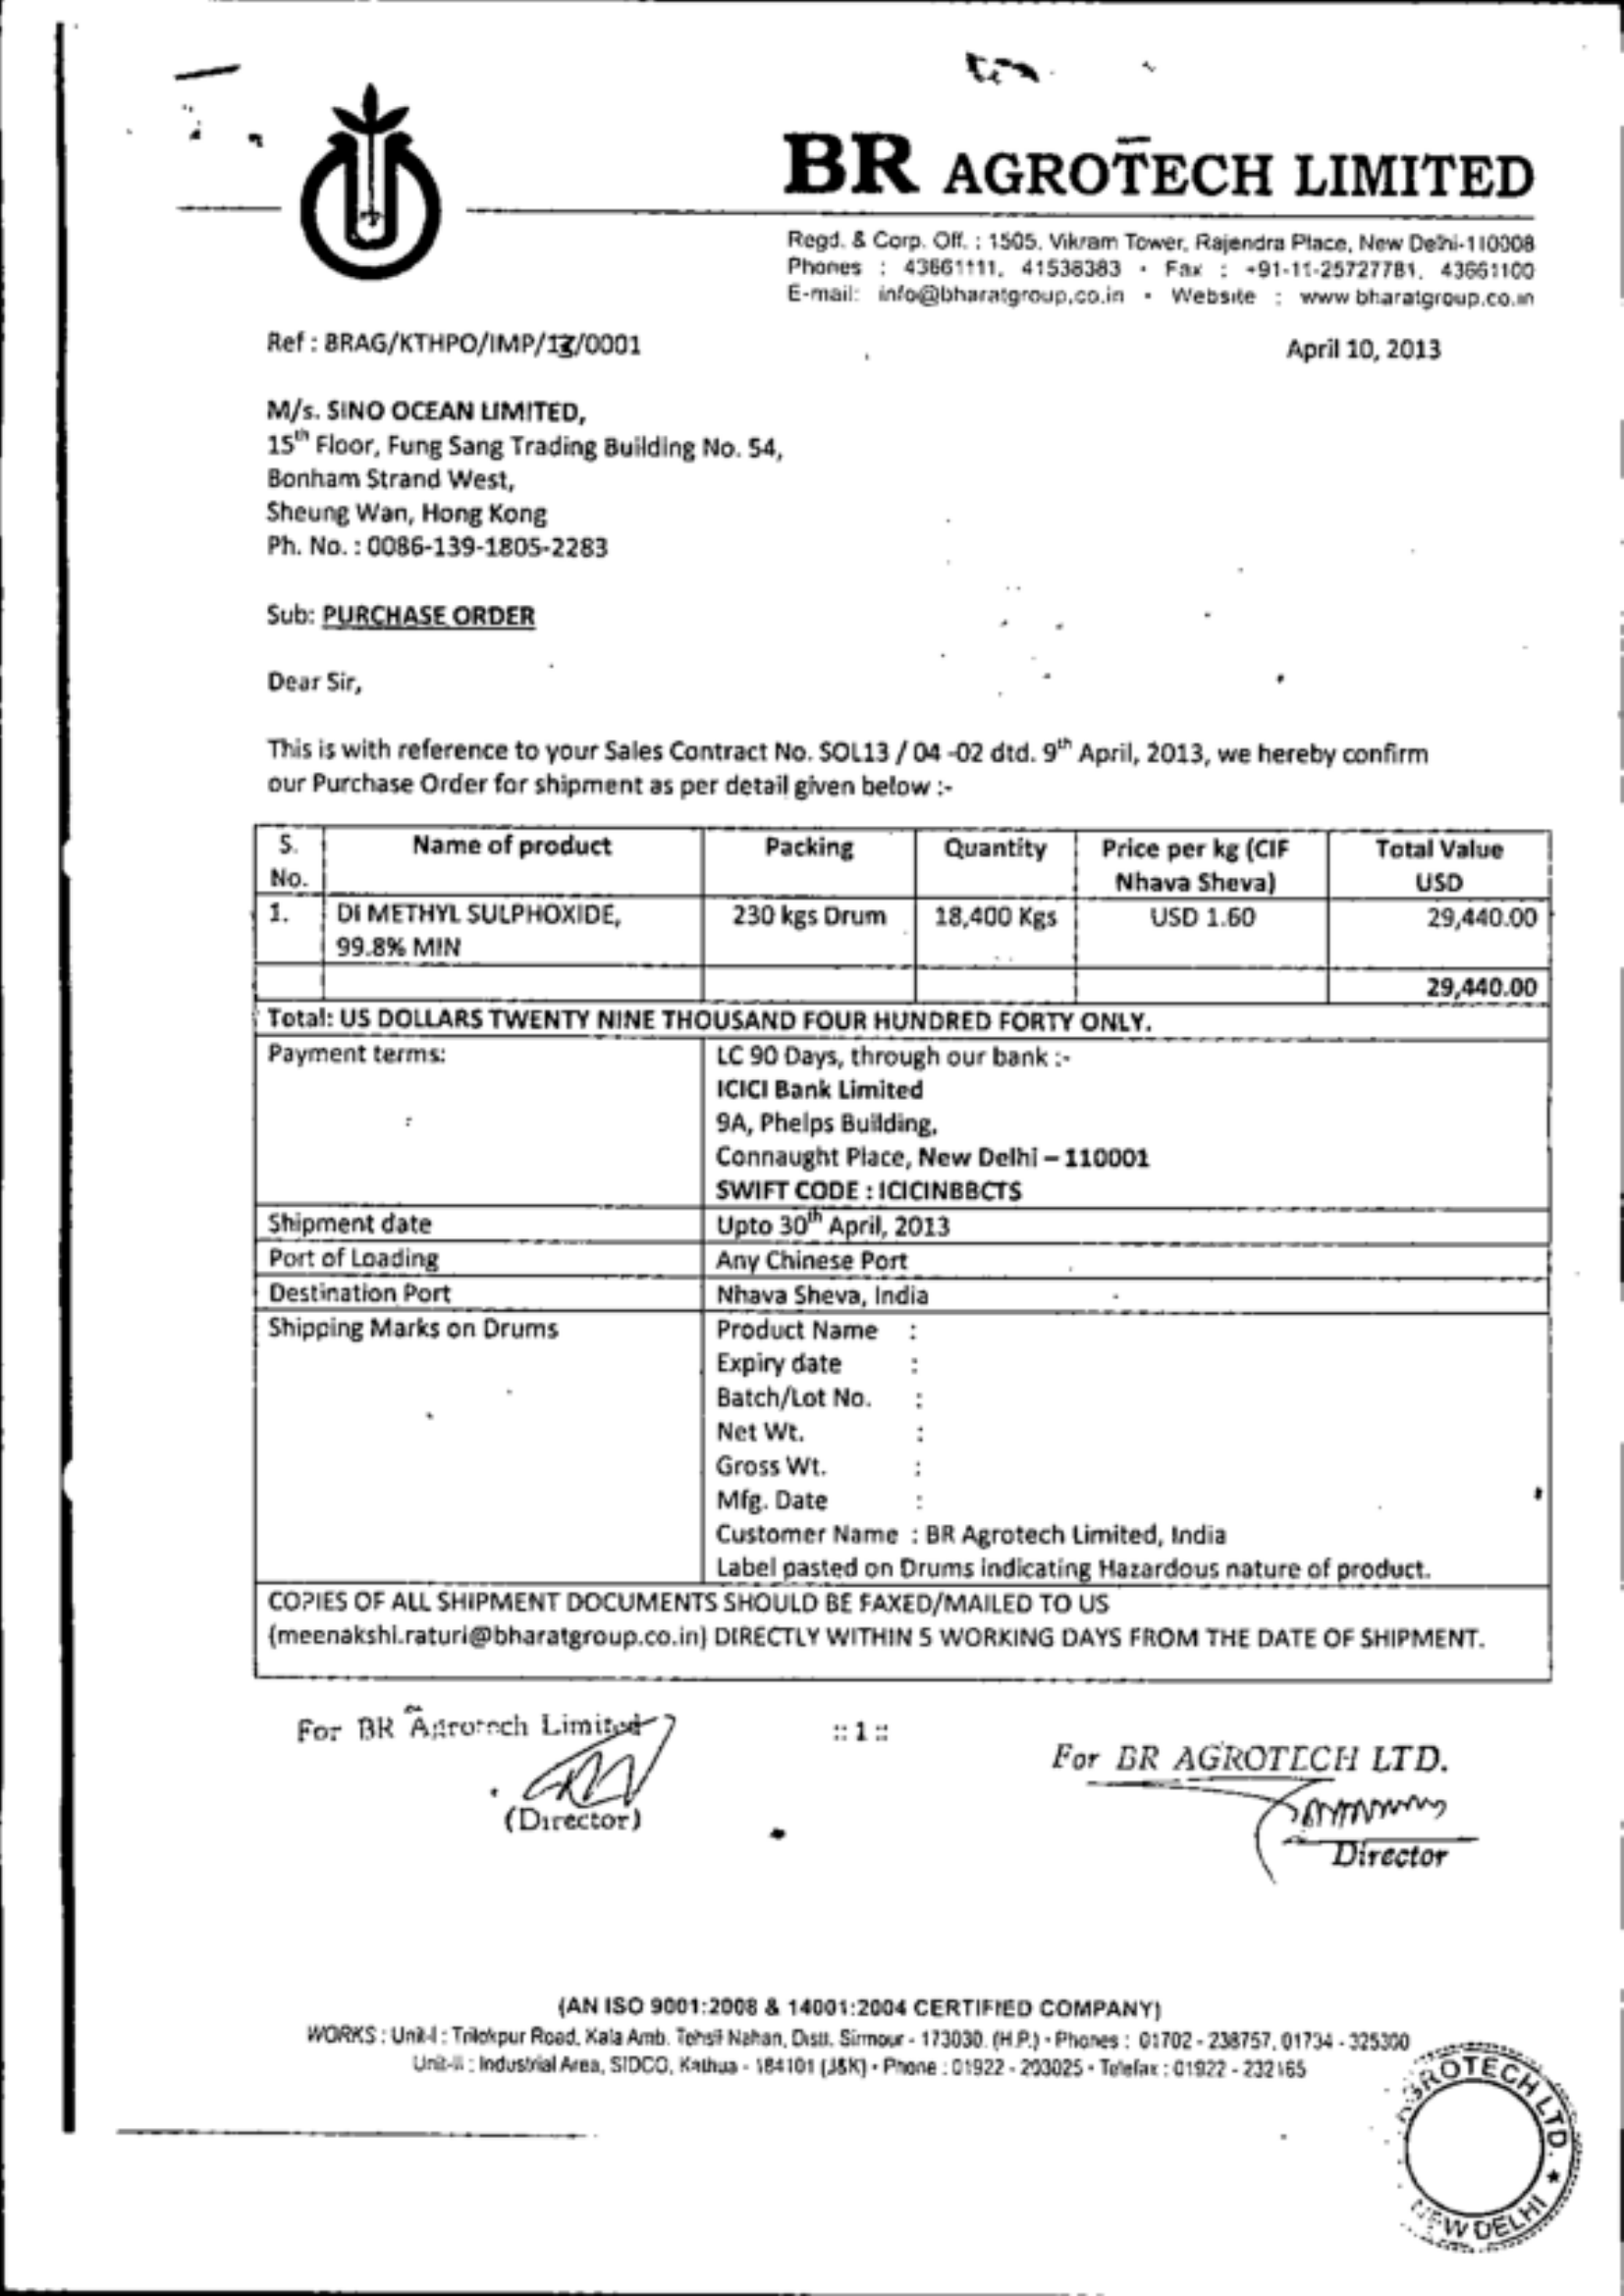 BR AGROTECH LIMITED
Regd. & Corp. Off. : 1505, Vikram Tower, Rajendra Place, New Delhi-110008
Phones : 43661111, 41538383 • Fax : +91-11-25727781, 43661100
E-mail: info@bharatgroup.co.in • Website : www.bharatgroup.co.in
Ref : BRAG/KTHPO/IMP/13/0001
April 10, 2013
M/s. SINO OCEAN LIMITED,
15th Floor, Fung Sang Trading Building No. 54,
Bonham Strand West,
Sheung Wan, Hong Kong
Ph. No. : 0086-139-1805-2283
Sub: PURCHASE ORDER
Dear Sir,
This is with reference to your Sales Contract No. SOL13 / 04 -02 dtd. 9th April, 2013, we hereby confirm
our Purchase Order for shipment as per detail given below :-
S. No. Name of product Packing Quantity Price per kg (CIF Nhava Sheva) Total Value USD
1. DI METHYL SULPHOXIDE, 99.8% MIN 230 kgs Drum 18,400 Kgs USD 1.60 29,440.00
29,440.00
Total: US DOLLARS TWENTY NINE THOUSAND FOUR HUNDRED FORTY ONLY.
Payment terms: LC 90 Days, through our bank :-
ICICI Bank Limited
9A, Phelps Building,
Connaught Place, New Delhi – 110001
SWIFT CODE : ICICINBBCTS
Shipment date Upto 30th April, 2013
Port of Loading Any Chinese Port
Destination Port Nhava Sheva, India
Shipping Marks on Drums Product Name :
Expiry date :
Batch/Lot No. :
Net Wt. :
Gross Wt. :
Mfg. Date :
Customer Name : BR Agrotech Limited, India
Label pasted on Drums indicating Hazardous nature of product.
COPIES OF ALL SHIPMENT DOCUMENTS SHOULD BE FAXED/MAILED TO US
(meenakshi.raturi@bharatgroup.co.in) DIRECTLY WITHIN 5 WORKING DAYS FROM THE DATE OF SHIPMENT.
For BR Agrotech Limited
(Director)
:: 1 ::
For BR AGROTECH LTD.
Director
(AN ISO 9001:2008 & 14001:2004 CERTIFIED COMPANY)
WORKS : Unit-I : Trilokpur Road, Kala Amb. Tehsil Nahan, Distt. Sirmour - 173030. (H.P.) • Phones : 01702 - 238757, 01734 - 325300
Unit-II : Industrial Area, SIDCO, Kathua - 184101 (J&K) • Phone : 01922 - 203025 • Telefax : 01922 - 232165
AGROTECH LTD. ★ NEW DELHI